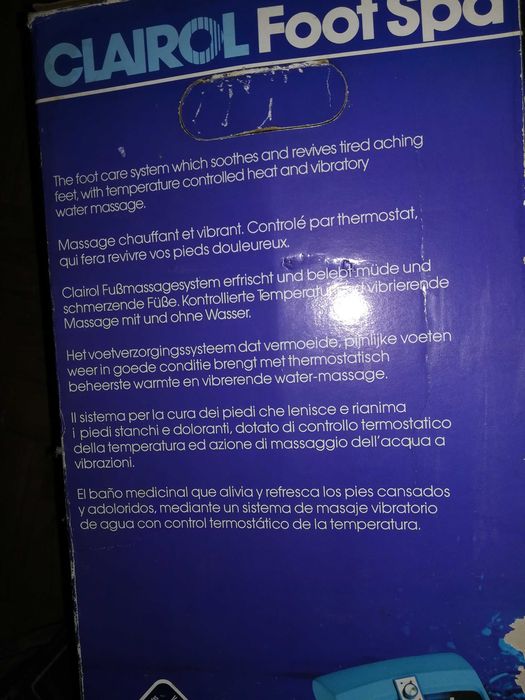 CLAIROL Foot Spa
The foot care system which soothes and revives tired aching
feet, with temperature controlled heat and vibratory
water massage.
Massage chauffant et vibrant. Controlé par thermostat,
qui fera revivre vos pieds douleureux.
Clairol Fußmassagesystem erfrischt und belebt müde und
schmerzende Füße. Kontrollierte Temperatur und vibrierende
Massage mit und ohne Wasser.
Het voetverzorgingssysteem dat vermoeide, pijnlijke voeten
weer in goede conditie brengt met thermostatisch
beheerste warmte en vibrerende water-massage.
Il sistema per la cura dei piedi che lenisce e rianima
i piedi stanchi e doloranti, dotato di controllo termostatico
della temperatura ed azione di massaggio dell'acqua a
vibrazioni.
El baño medicinal que alivia y refresca los pies cansados
y adoloridos, mediante un sistema de masaje vibratorio
de agua con control termostático de la temperatura.